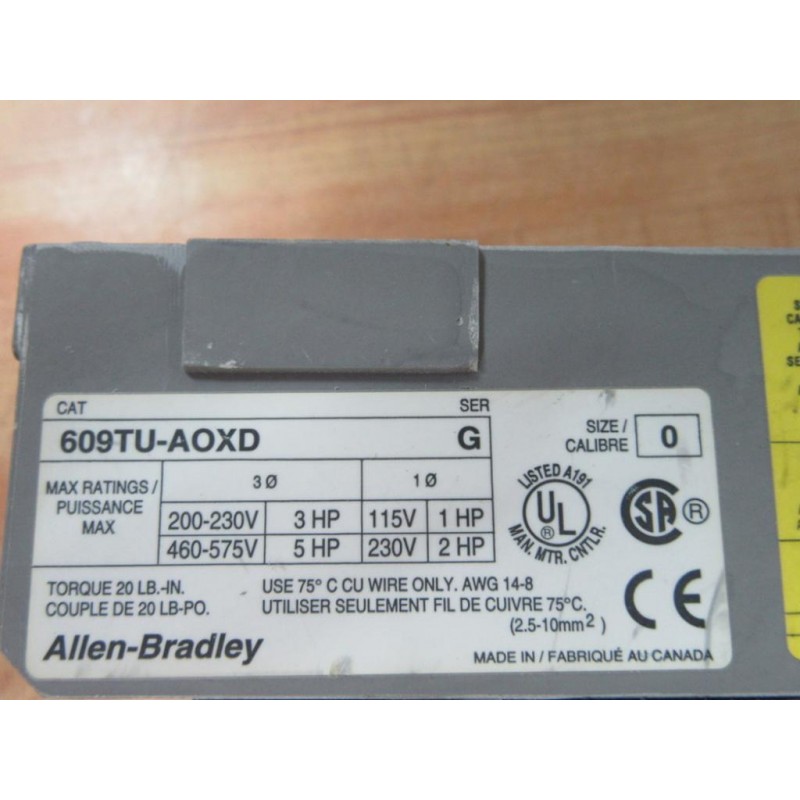 CAT SER
609TU-AOXD G
SIZE / CALIBRE 0
MAX RATINGS / PUISSANCE MAX
3 Ø 1 Ø
200-230V 3 HP 115V 1 HP
460-575V 5 HP 230V 2 HP
LISTED A191
UL ®
MAN. MTR. CNTLR.
SA ®
TORQUE 20 LB.-IN. USE 75° C CU WIRE ONLY. AWG 14-8
COUPLE DE 20 LB-PO. UTILISER SEULEMENT FIL DE CUIVRE 75°C.
(2.5-10mm²)
CE
Allen-Bradley
MADE IN / FABRIQUÉ AU CANADA